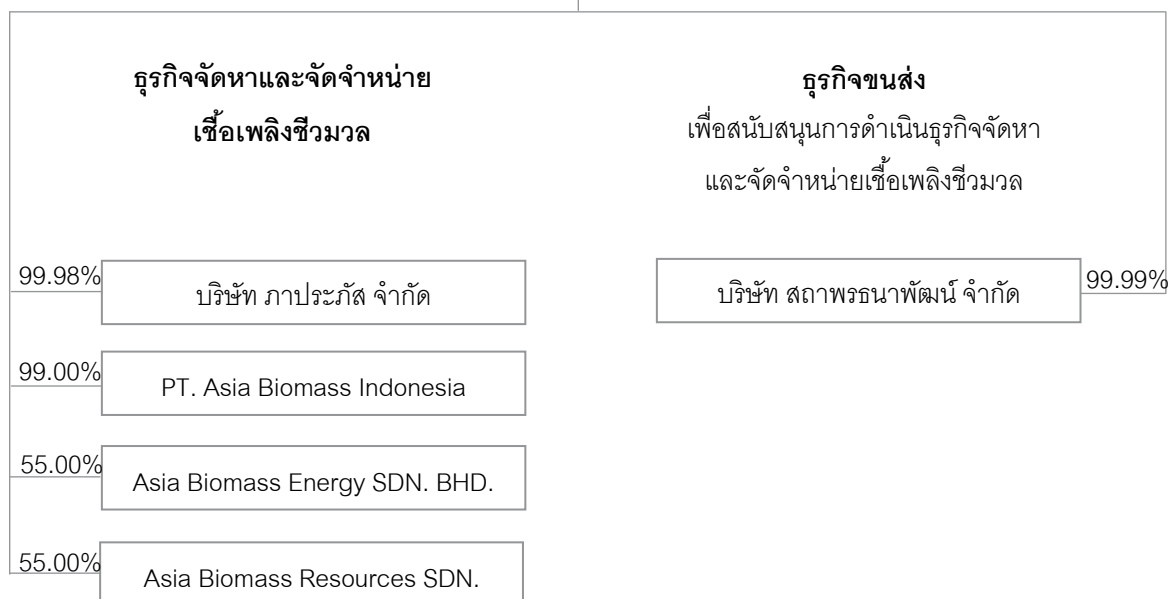 ธุรกิจจัดหาและจัดจำหน่าย
เชื้อเพลิงชีวมวล
ธุรกิจขนส่ง
เพื่อสนับสนุนการดำเนินธุรกิจจัดหา
และจัดจำหน่ายเชื้อเพลิงชีวมวล
99.98%
บริษัท ภาประภัส จำกัด
บริษัท สถาพรธนาพัฒน์ จำกัด
99.99%
99.00%
PT. Asia Biomass Indonesia
55.00%
Asia Biomass Energy SDN. BHD.
55.00%
Asia Biomass Resources SDN.